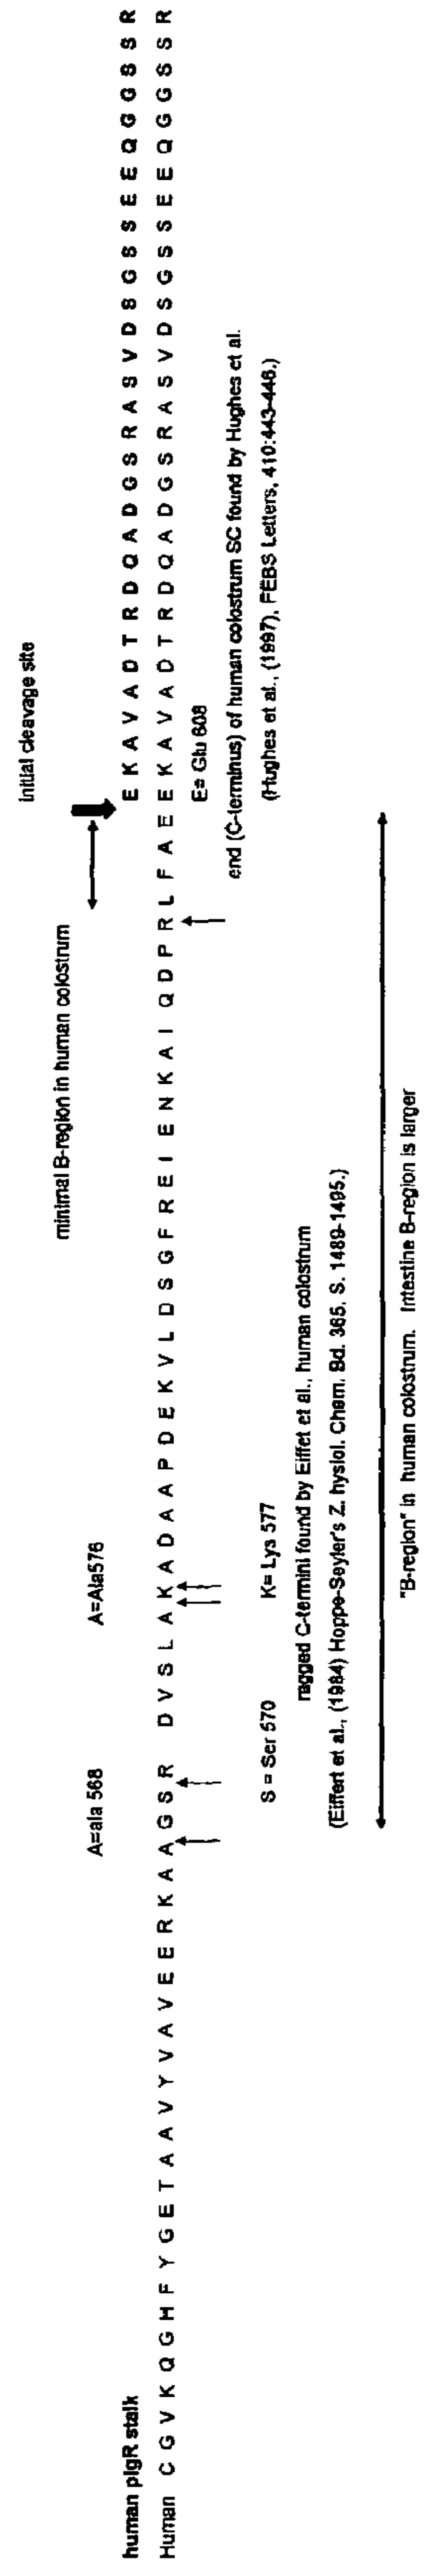 initial cleavage site
minimal B-region in human colostrum
A=ala 568
A=Ala576
human pIgR stalk
E K A V A D T R D Q A D G S R A S V D S G S S E E Q G G S S R
Human C G V K Q G H F Y G E T A A V Y V A V E E R K A A G S R D V S L A K A D A A P D E K V L D S G F R E I E N K A I Q D P R L F A E E K A V A D T R D Q A D G S R A S V D S G S S E E Q G G S S R
E= Glu 608
end (C-terminus) of human colostrum SC found by Hughes et al.
(Hughes et al., (1997), FEBS Letters, 410:443-446.)
S = Ser 570
K= Lys 577
ragged C-termini found by Eiffet et al., human colostrum
(Eiffert et al., (1984) Hoppe-Seyler's Z. hysiol. Chem. Bd. 365, S. 1489-1495.)
"B-region" in human colostrum. Intestine B-region is larger